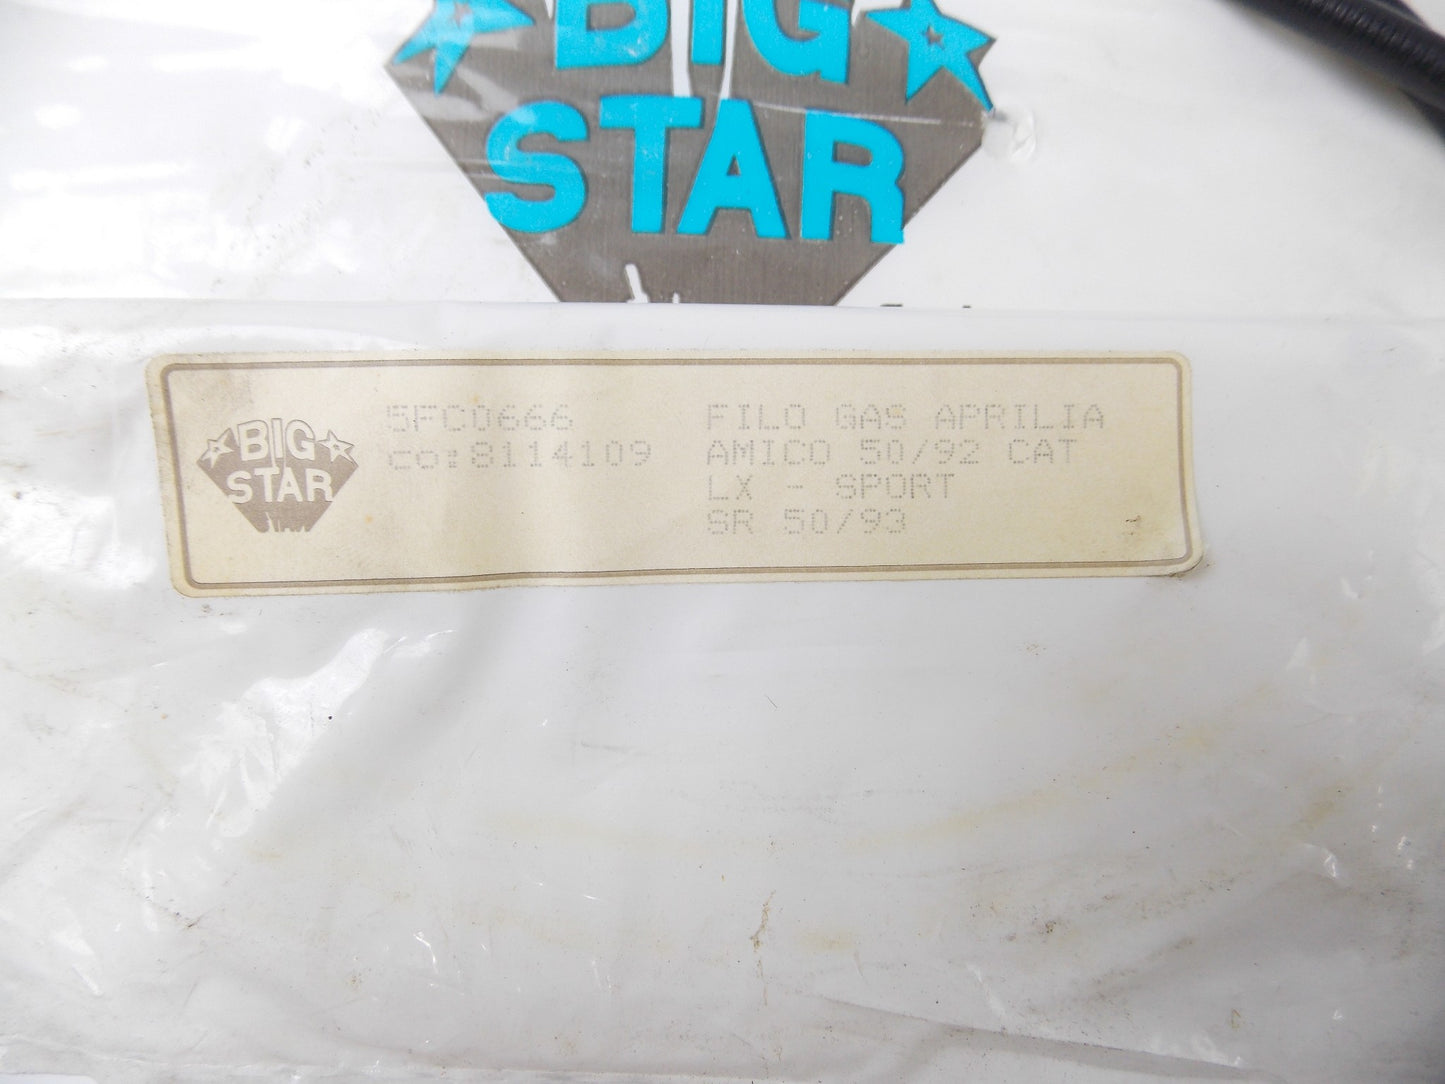 BIG
STAR
BIG
STAR
5FC0666
co:8114109
FILO GAS APRILIA
AMICO 50/92 CAT
LX - SPORT
SR 50/93